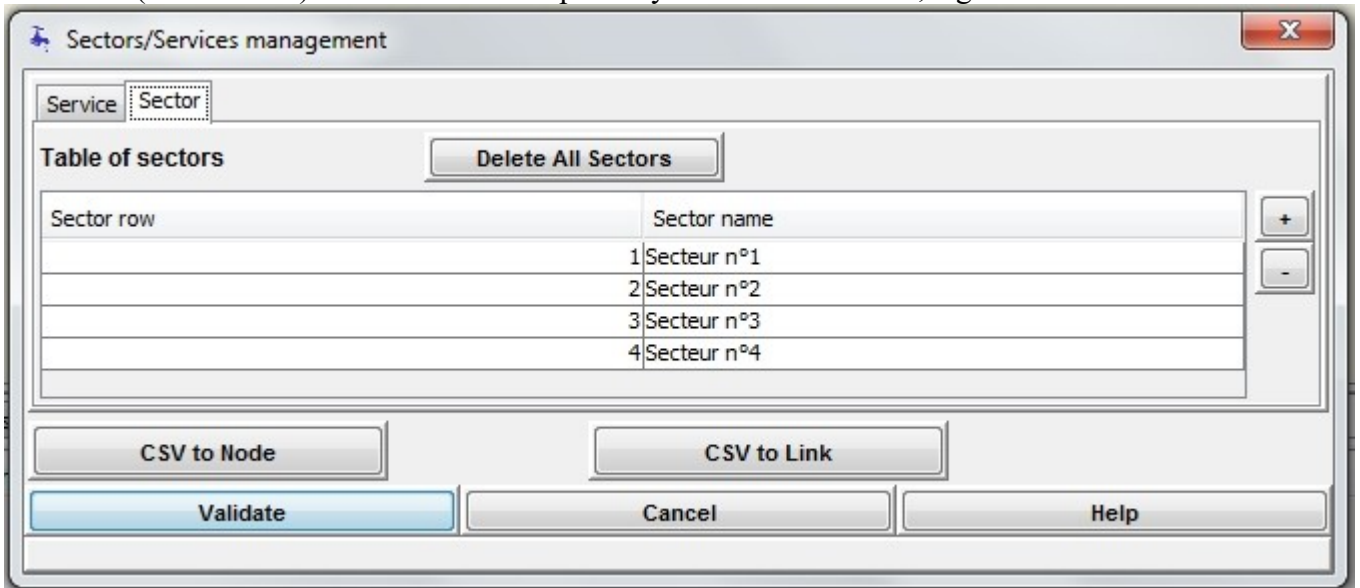 Sectors/Services management
Service Sector
Table of sectors Delete All Sectors
Sector row Sector name +
1 Secteur n°1
-
2 Secteur n°2
3 Secteur n°3
4 Secteur n°4
CSV to Node CSV to Link
Validate Cancel Help